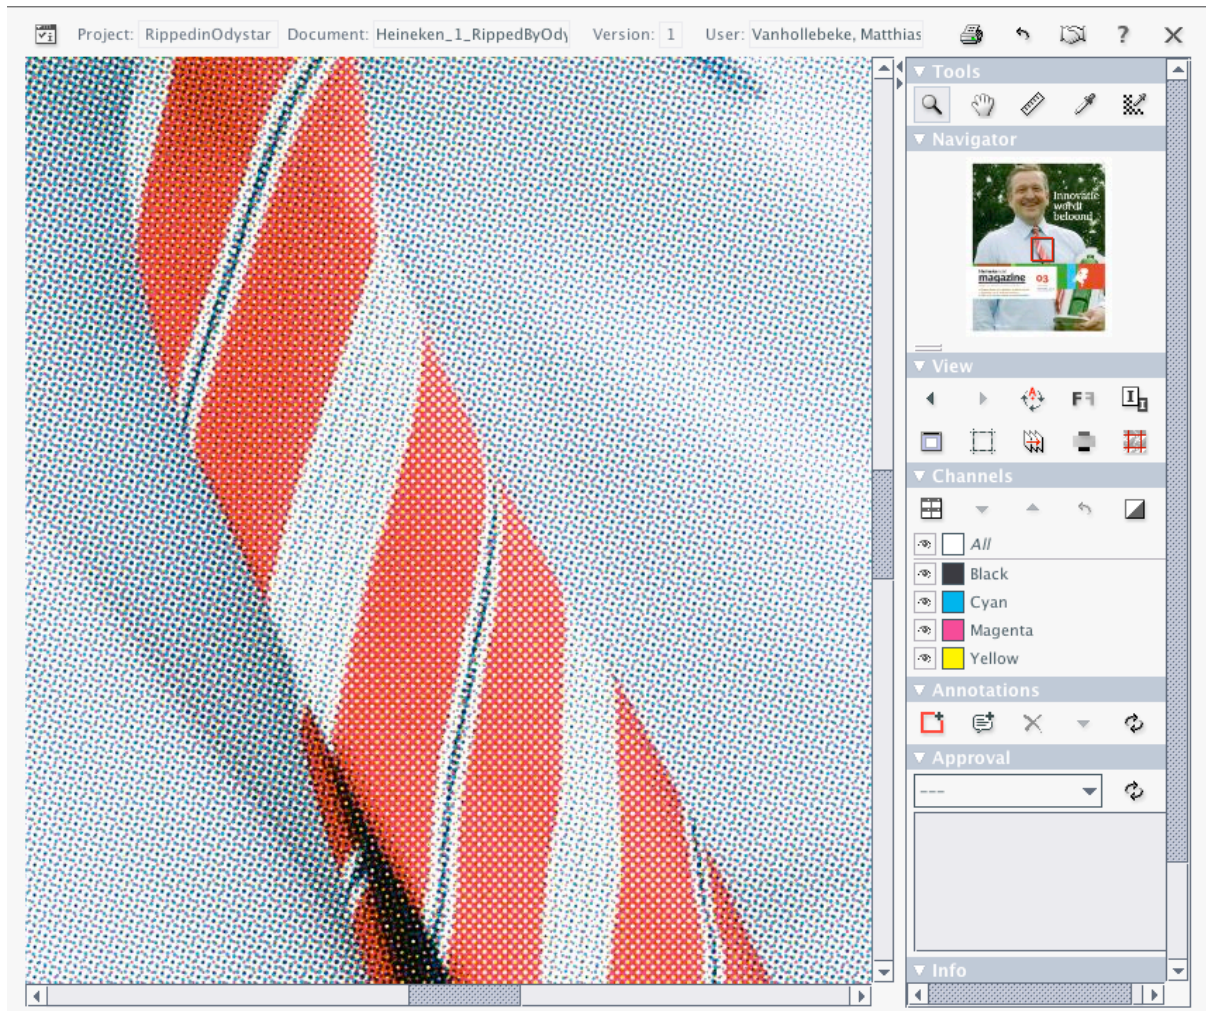 Project: RippedinOdystar Document: Heineken_1_RippedByOdy Version: 1 User: Vanhollebeke, Matthias
Tools
Navigator
Innovatie
wordt
beloond
magazine 03
View
Channels
All
Black
Cyan
Magenta
Yellow
Annotations
Approval
---
Info